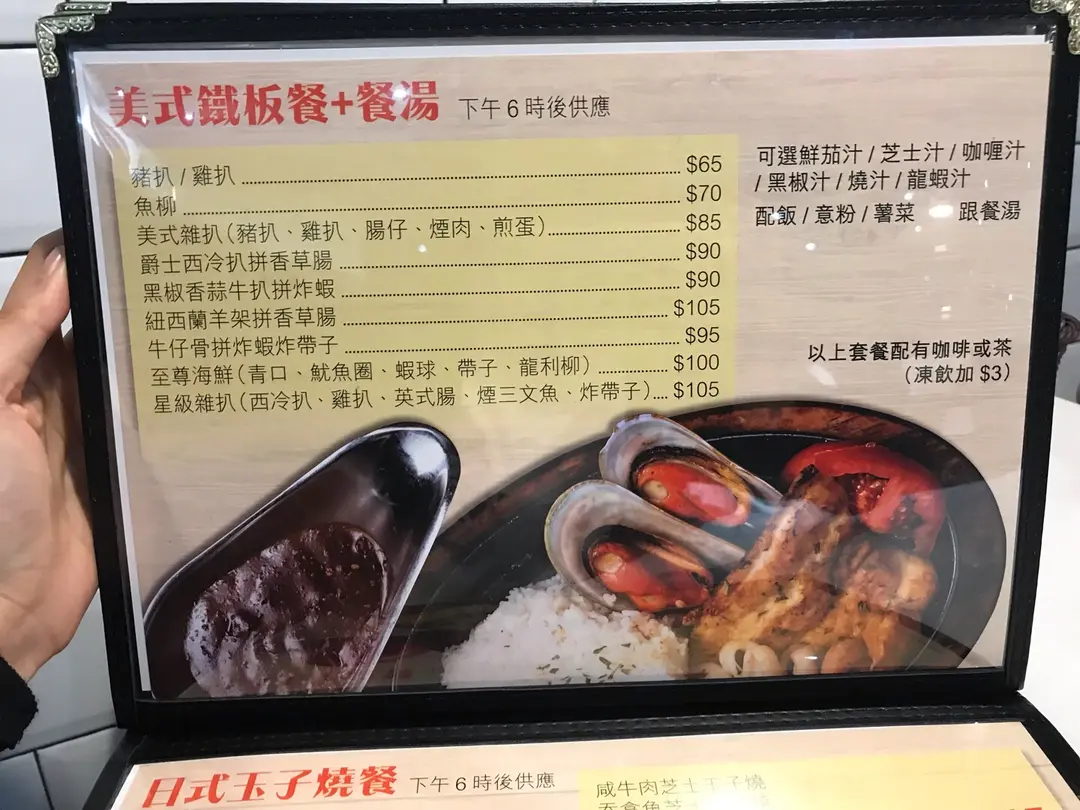 美式鐵板餐+餐湯 下午6時後供應
豬扒 / 雞扒 $65
魚柳 $70
美式雜扒(豬扒、雞扒、腸仔、煙肉、煎蛋) $85
爵士西冷扒拼香草腸 $90
黑椒香蒜牛扒拼炸蝦 $90
紐西蘭羊架拼香草腸 $105
牛仔骨拼炸蝦炸帶子 $95
至尊海鮮(青口、魷魚圈、蝦球、帶子、龍利柳) $100
星級雜扒(西冷扒、雞扒、英式腸、煙三文魚、炸帶子) $105
可選鮮茄汁 / 芝士汁 / 咖喱汁
/ 黑椒汁 / 燒汁 / 龍蝦汁
配飯 / 意粉 / 薯菜 跟餐湯
以上套餐配有咖啡或茶
(凍飲加 $3)
日式玉子燒餐 下午6時後供應
咸牛肉芝士玉子燒